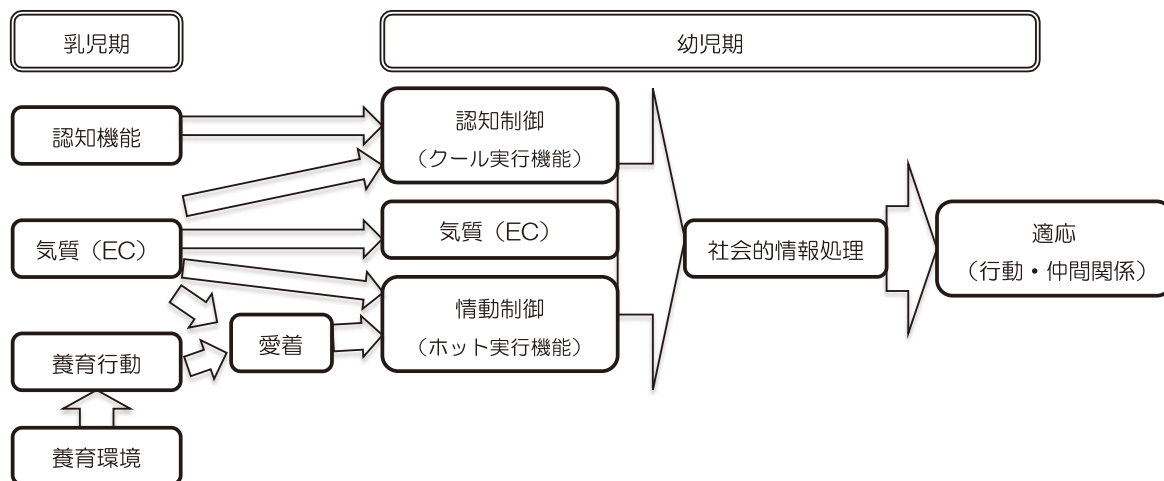 乳児期
幼児期
認知機能
認知制御
（クール実行機能）
気質（EC）
気質（EC）
社会的情報処理
適応
（行動・仲間関係）
情動制御
（ホット実行機能）
愛着
養育行動
養育環境